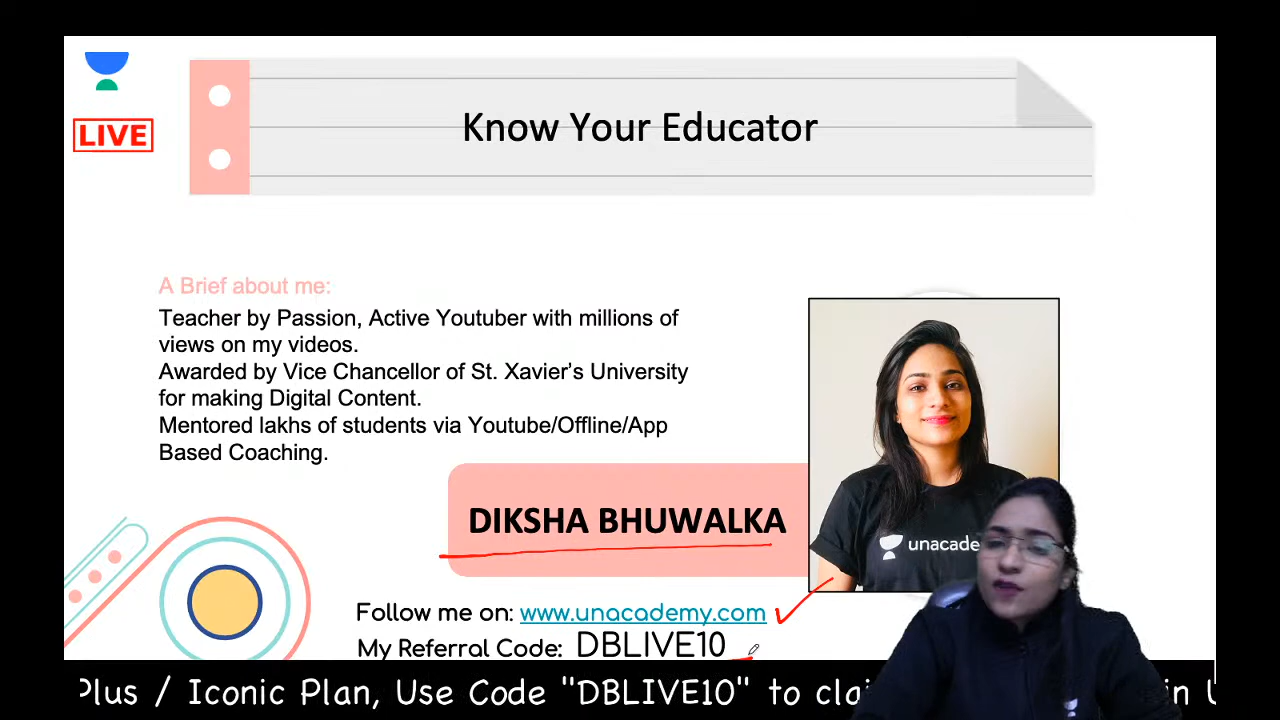 LIVE
Know Your Educator
A Brief about me:
Teacher by Passion, Active Youtuber with millions of
views on my videos.
Awarded by Vice Chancellor of St. Xavier's University
for making Digital Content.
Mentored lakhs of students via Youtube/Offline/App
Based Coaching.
DIKSHA BHUWALKA
unacade
Follow me on: www.unacademy.com
My Referral Code: DBLIVE10
Plus / Iconic Plan, Use Code "DBLIVE10" to clai in U